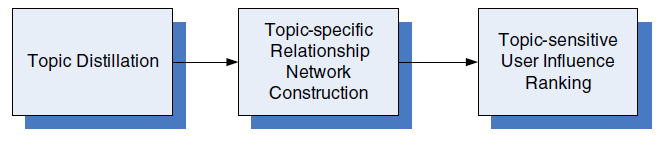 Topic Distillation
Topic-specific
Relationship
Network
Construction
Topic-sensitive
User Influence
Ranking